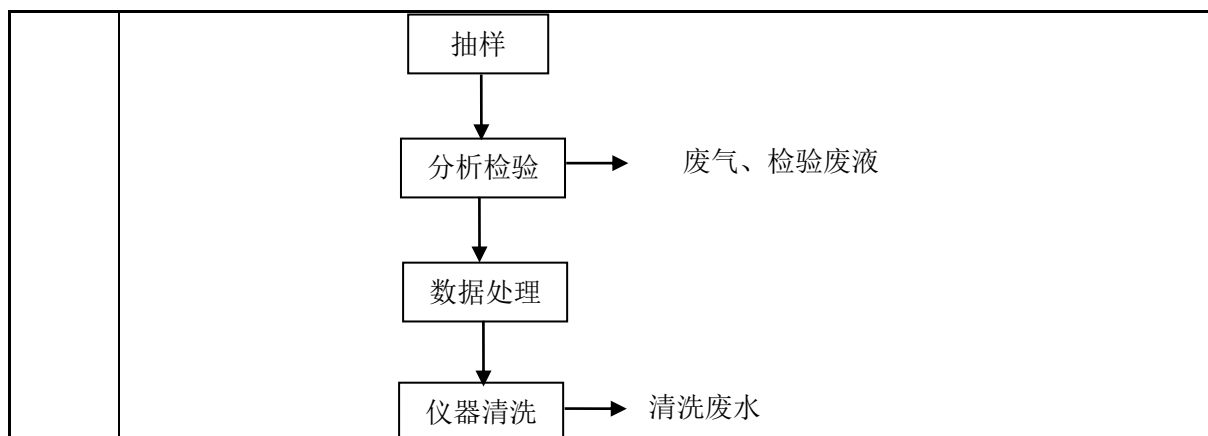 抽样
分析检验
废气、检验废液
数据处理
仪器清洗
清洗废水